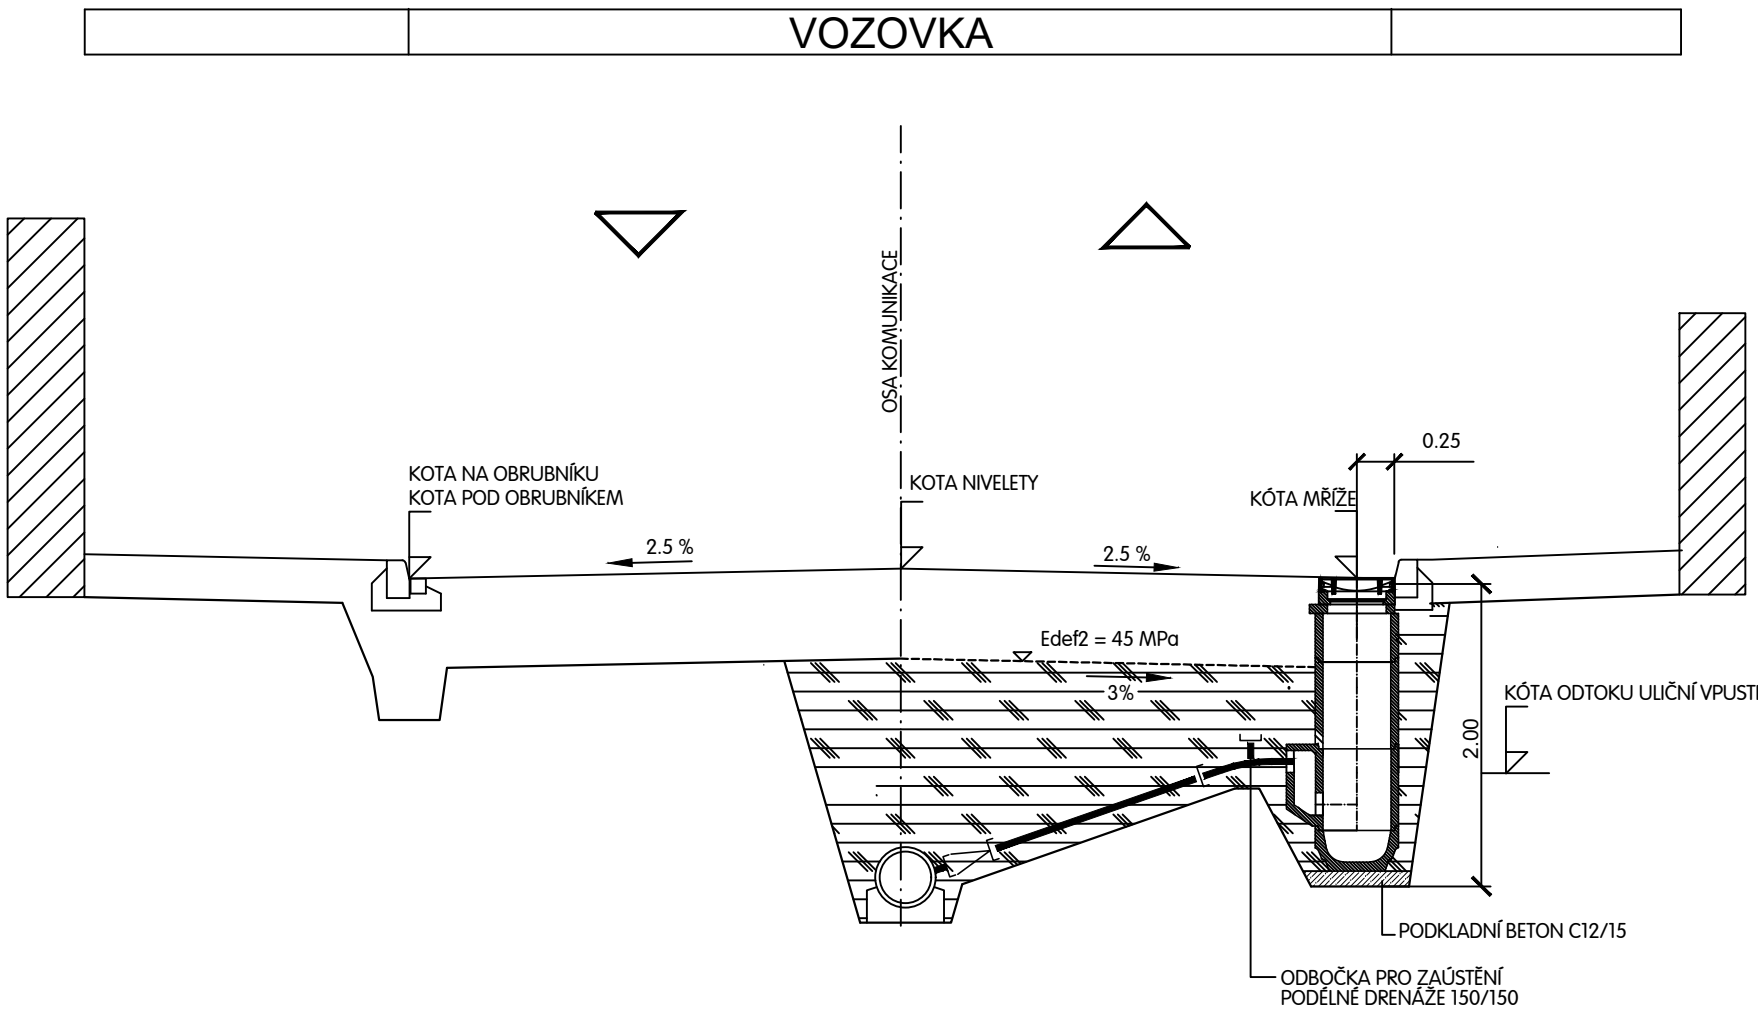 VOZOVKA
OSA KOMUNIKACE
0.25
KOTA NA OBRUBNÍKU
KOTA POD OBRUBNÍKEM
KOTA NIVELETY
KÓTA MŘÍŽE
2.5 %
2.5 %
Edef2 = 45 MPa
3%
KÓTA ODTOKU ULIČNÍ VPUSTI
2.00
PODKLADNÍ BETON C12/15
ODBOČKA PRO ZAÚSTĚNÍ
PODÉLNÉ DRENÁŽE 150/150